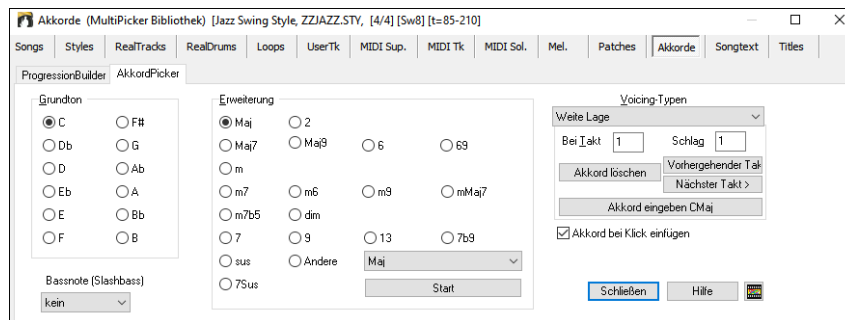 Akkorde (MultiPicker Bibliothek) [Jazz Swing Style, ZZJAZZ.STY, [4/4] [Sw8] [t=85-210]
Songs Styles RealTracks RealDrums Loops UserTk MIDI Sup. MIDI Tk MIDI Sol. Mel. Patches Akkorde Songtext Titles
ProgressionBuilder AkkordPicker
Grundton Erweiterung Voicing-Typen
C F# Maj 2 Weite Lage
Db G Maj7 Maj9 6 69 Bei Takt 1 Schlag 1
D Ab m Akkord löschen Vorhergehender Tak
Eb A m7 m6 m9 mMaj7 Nächster Takt >
E Bb m7b5 dim Akkord eingeben CMaj
F B 7 9 13 7b9 Akkord bei Klick einfügen
sus Andere Maj
Bassnote (Slashbass) 7Sus Start Schließen Hilfe
kein